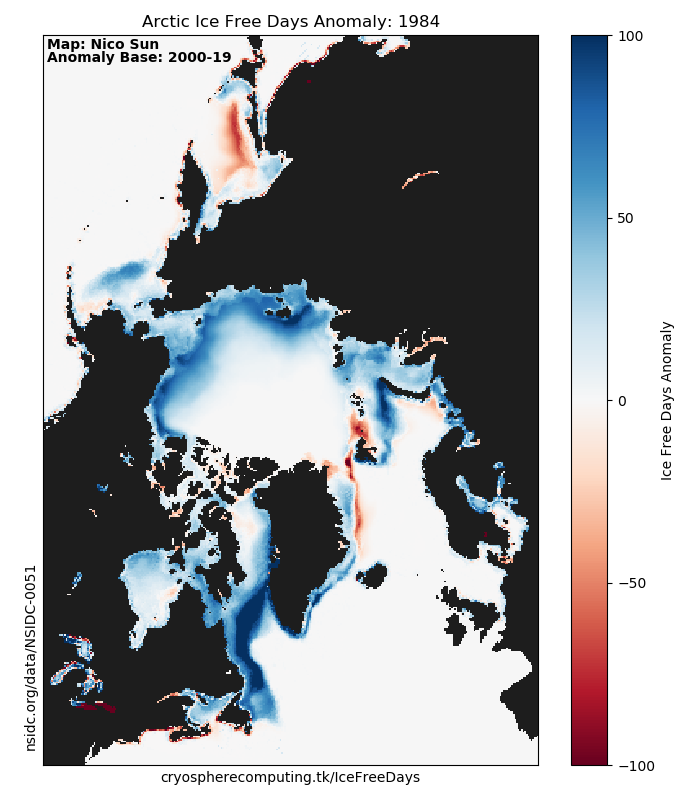 Arctic Ice Free Days Anomaly: 1984
Map: Nico Sun
Anomaly Base: 2000-19
100
50
0
−50
−100
Ice Free Days Anomaly
nsidc.org/data/NSIDC-0051
cryospherecomputing.tk/IceFreeDays